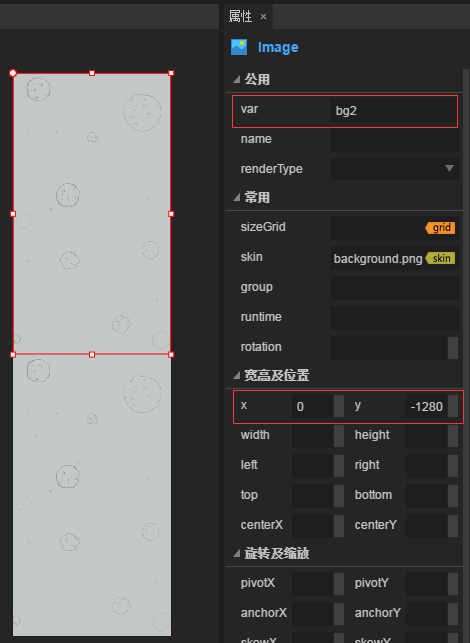 属性 ×
Image
公用
var bg2
name
renderType
常用
sizeGrid grid
skin background.png skin
group
runtime
rotation
宽高及位置
x 0 y -1280
width height
left right
top bottom
centerX centerY
旋转及缩放
pivotX pivotY
anchorX anchorY
skewX skewY